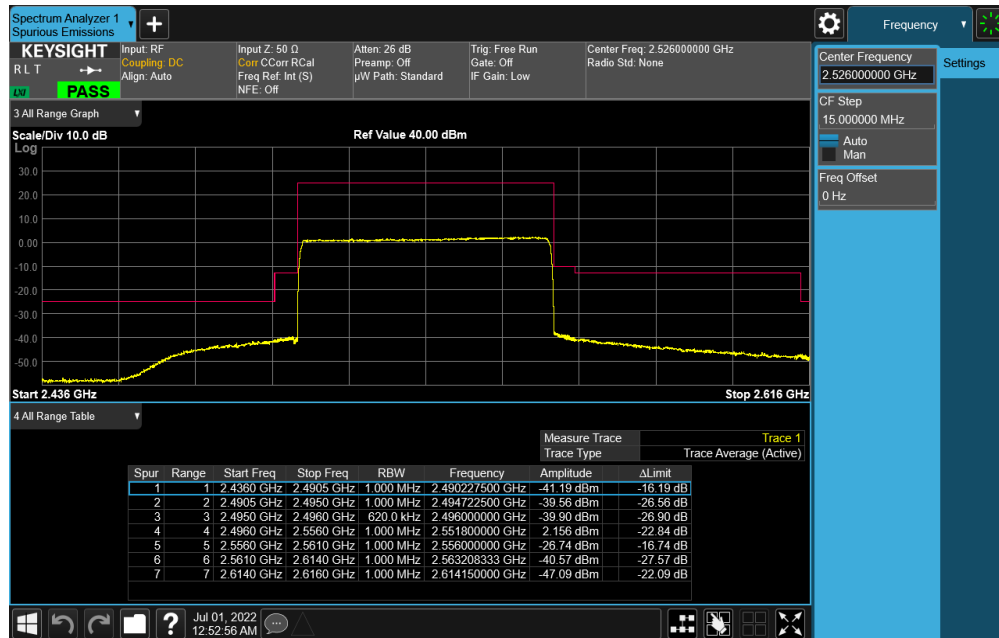 Spectrum Analyzer 1
Spurious Emissions
Frequency
KEYSIGHT
R L T
LXI
PASS
Input: RF
Coupling: DC
Align: Auto
Input Z: 50 Ω
Corr CCorr RCal
Freq Ref: Int (S)
NFE: Off
Atten: 26 dB
Preamp: Off
µW Path: Standard
Trig: Free Run
Gate: Off
IF Gain: Low
Center Freq: 2.526000000 GHz
Radio Std: None
Center Frequency
2.526000000 GHz
Settings
CF Step
15.000000 MHz
Auto
Man
Freq Offset
0 Hz
3 All Range Graph
Scale/Div 10.0 dB
Ref Value 40.00 dBm
Log
30.0
20.0
10.0
0.00
-10.0
-20.0
-30.0
-40.0
-50.0
Start 2.436 GHz
Stop 2.616 GHz
4 All Range Table
Measure Trace Trace 1
Trace Type Trace Average (Active)
Spur Range Start Freq Stop Freq RBW Frequency Amplitude ΔLimit
1 1 2.4360 GHz 2.4905 GHz 1.000 MHz 2.490227500 GHz -41.19 dBm -16.19 dB
2 2 2.4905 GHz 2.4950 GHz 1.000 MHz 2.494722500 GHz -39.56 dBm -26.56 dB
3 3 2.4950 GHz 2.4960 GHz 620.0 kHz 2.496000000 GHz -39.90 dBm -26.90 dB
4 4 2.4960 GHz 2.5560 GHz 1.000 MHz 2.551800000 GHz 2.156 dBm -22.84 dB
5 5 2.5560 GHz 2.5610 GHz 1.000 MHz 2.556000000 GHz -26.74 dBm -16.74 dB
6 6 2.5610 GHz 2.6140 GHz 1.000 MHz 2.563208333 GHz -40.57 dBm -27.57 dB
7 7 2.6140 GHz 2.6160 GHz 1.000 MHz 2.614150000 GHz -47.09 dBm -22.09 dB
Jul 01, 2022
12:52:56 AM